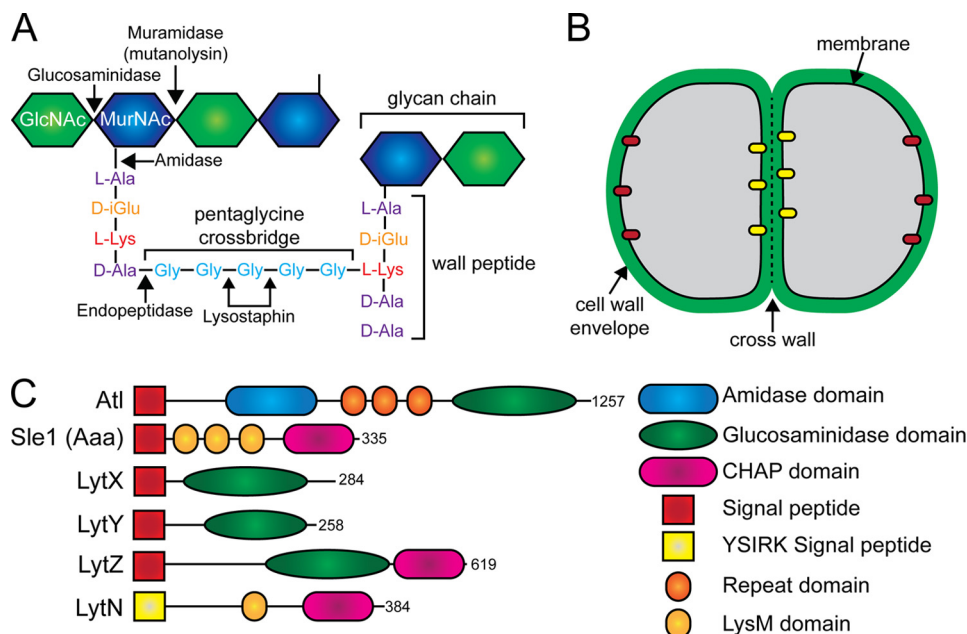 A
Muramidase
(mutanolysin)
Glucosaminidase
GlcNAc
MurNAc
glycan chain
Amidase
L-Ala
D-iGlu
L-Lys
D-Ala
pentaglycine
crossbridge
Gly
Gly
Gly
Gly
Gly
Endopeptidase
Lysostaphin
L-Ala
D-iGlu
L-Lys
D-Ala
D-Ala
wall peptide
B
membrane
cell wall
envelope
cross wall
C
Atl
1257
Sle1 (Aaa)
335
LytX
284
LytY
258
LytZ
619
LytN
384
Amidase domain
Glucosaminidase domain
CHAP domain
Signal peptide
YSIRK Signal peptide
Repeat domain
LysM domain